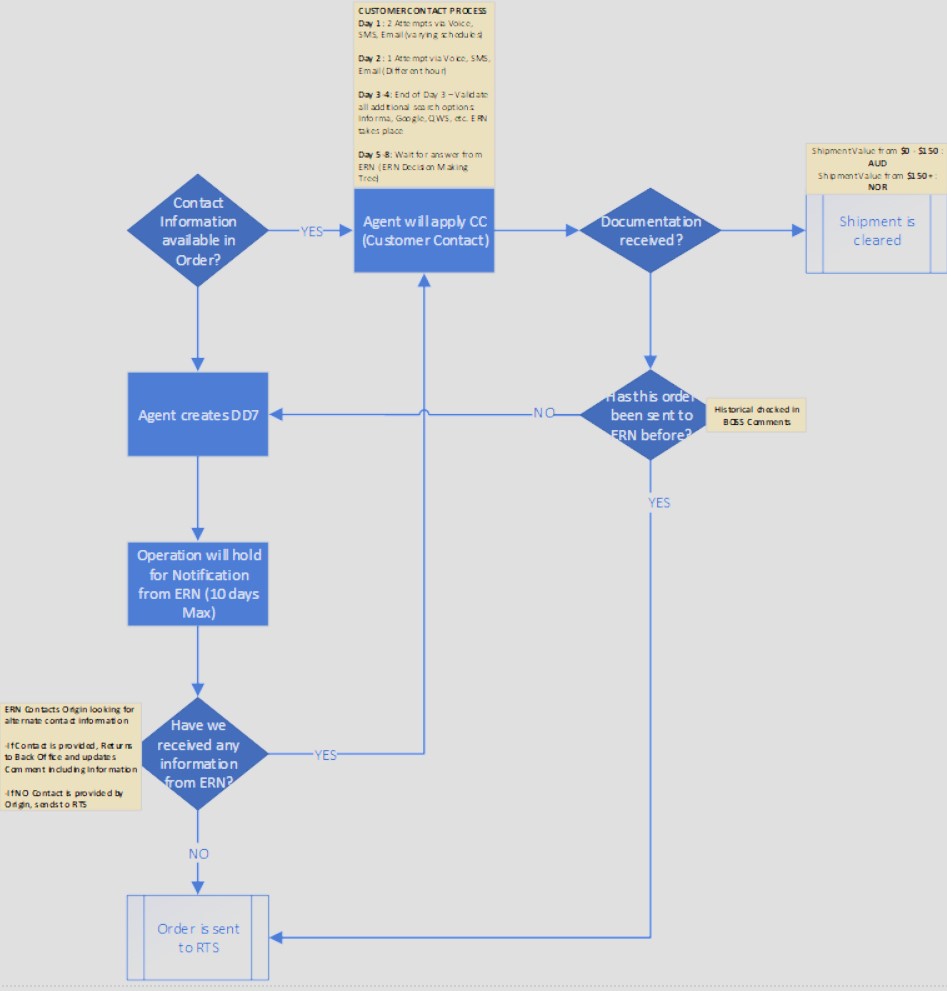 CUSTOMER CONTACT PROCESS
Day 1: 2 Attempts via Voice,
SMS, Email (varying schedules)
Day 2: 1 Attempt via Voice, SMS,
Email (Different hour)
Day 3-4: End of Day 3 – Validate
all additional search options.
Informa, Google, QWS, etc. ERN
takes place
Day 5-8: Wait for answer from
ERN (ERN Decision Making
Tree)
Shipment Value from $0 - $150:
AUD
Shipment Value from $150+:
NOR
Contact
Information
available in
Order?
YES
Agent will apply CC
(Customer Contact)
Documentation
received?
Shipment is
cleared
Agent creates DD7
NO
Has this order
been sent to
ERN before?
Historical checked in
BOSS Comments
YES
Operation will hold
for Notification
from ERN (10 days
Max)
ERN Contacts Origin looking for
alternate contact information
-If Contact is provided, Returns
to Back Office and updates
Comment including Information
-If NO Contact is provided by
Origin, sends to RTS
Have we
received any
information
from ERN?
YES
NO
Order is sent
to RTS